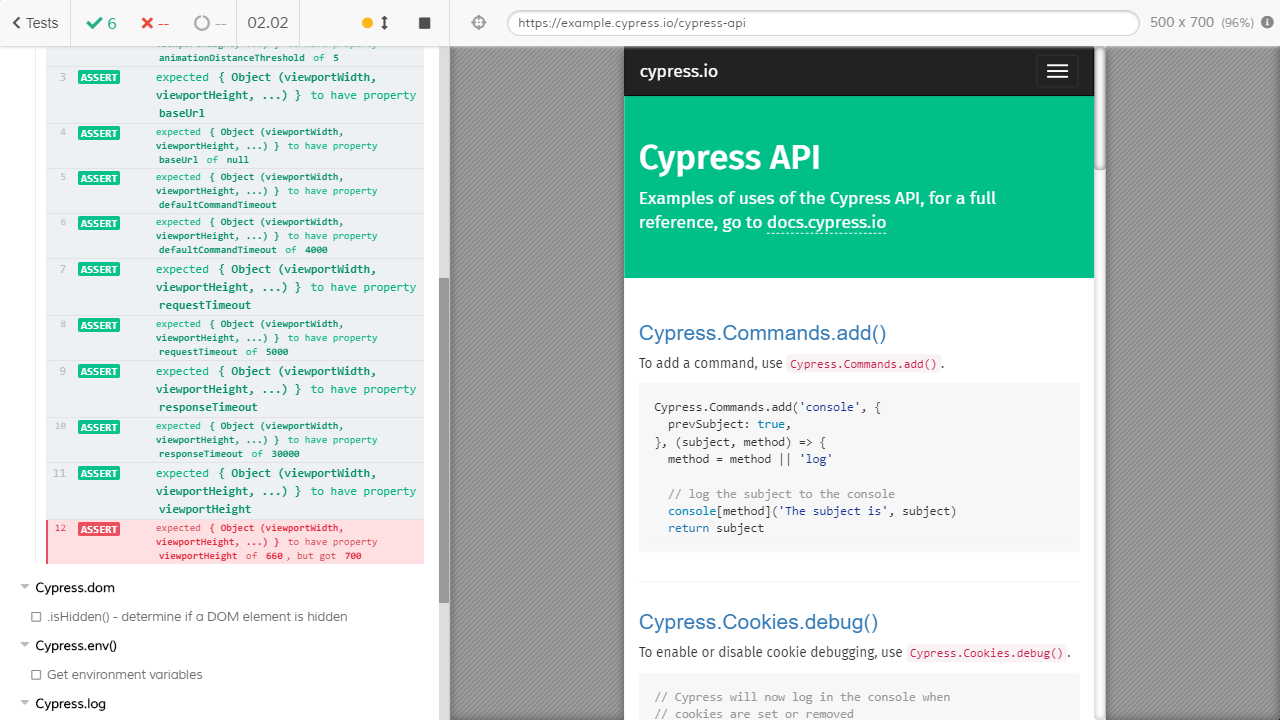 Tests
6
--
--
02.02
https://example.cypress.io/cypress-api
500 x 700 (96%)
animationDistanceThreshold of 5
3 ASSERT expected { Object (viewportWidth,
viewportHeight, ...) } to have property
baseUrl
4 ASSERT expected { Object (viewportWidth,
viewportHeight, ...) } to have property
baseUrl of null
5 ASSERT expected { Object (viewportWidth,
viewportHeight, ...) } to have property
defaultCommandTimeout
6 ASSERT expected { Object (viewportWidth,
viewportHeight, ...) } to have property
defaultCommandTimeout of 4000
7 ASSERT expected { Object (viewportWidth,
viewportHeight, ...) } to have property
requestTimeout
8 ASSERT expected { Object (viewportWidth,
viewportHeight, ...) } to have property
requestTimeout of 5000
9 ASSERT expected { Object (viewportWidth,
viewportHeight, ...) } to have property
responseTimeout
10 ASSERT expected { Object (viewportWidth,
viewportHeight, ...) } to have property
responseTimeout of 30000
11 ASSERT expected { Object (viewportWidth,
viewportHeight, ...) } to have property
viewportHeight
12 ASSERT expected { Object (viewportWidth,
viewportHeight, ...) } to have property
viewportHeight of 660 , but got 700
Cypress.dom
.isHidden() - determine if a DOM element is hidden
Cypress.env()
Get environment variables
Cypress.log
cypress.io
Cypress API
Examples of uses of the Cypress API, for a full
reference, go to docs.cypress.io
Cypress.Commands.add()
To add a command, use Cypress.Commands.add().
Cypress.Commands.add('console', {
prevSubject: true,
}, (subject, method) => {
method = method || 'log'
// log the subject to the console
console[method]('The subject is', subject)
return subject
Cypress.Cookies.debug()
To enable or disable cookie debugging, use Cypress.Cookies.debug().
// Cypress will now log in the console when
// cookies are set or removed